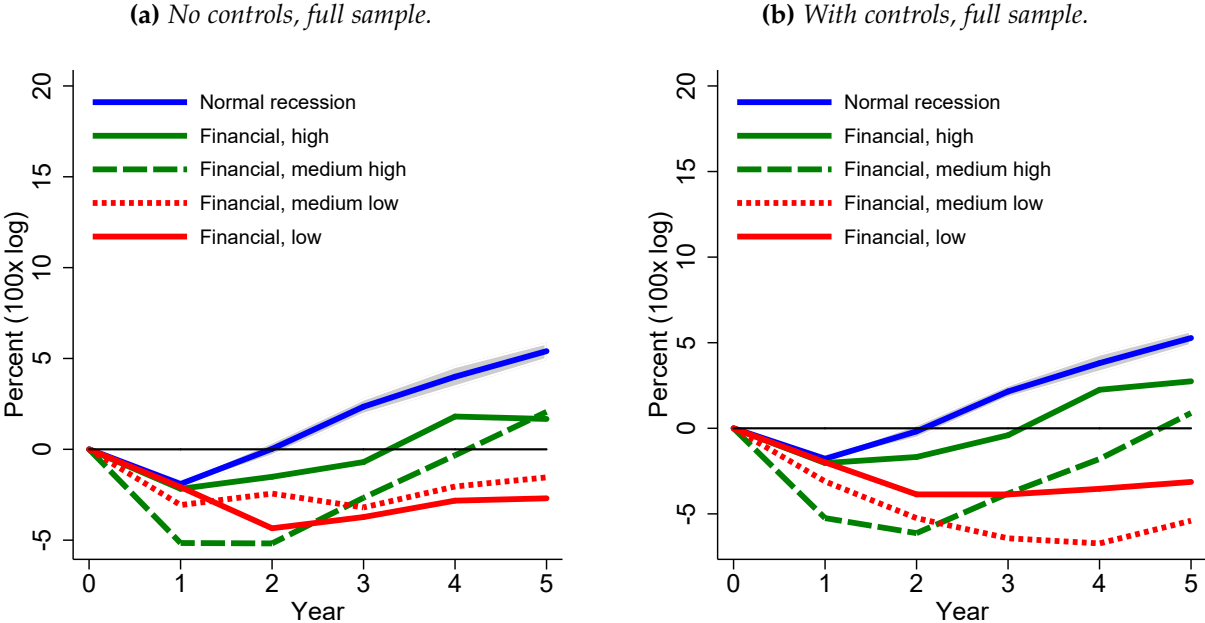 (a) No controls, full sample.
Percent (100x log)
20
15
10
5
0
-5
Normal recession
Financial, high
Financial, medium high
Financial, medium low
Financial, low
0 1 2 3 4 5
Year
(b) With controls, full sample.
Percent (100x log)
20
15
10
5
0
-5
Normal recession
Financial, high
Financial, medium high
Financial, medium low
Financial, low
0 1 2 3 4 5
Year